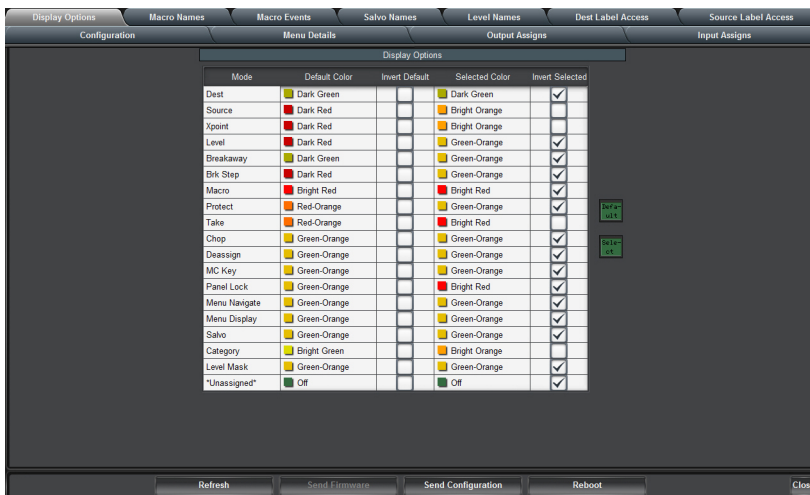 Display Options Macro Names Macro Events Salvo Names Level Names Dest Label Access Source Label Access
Configuration Menu Details Output Assigns Input Assigns
Display Options
Mode Default Color Invert Default Selected Color Invert Selected
Dest Dark Green Dark Green
Source Dark Red Bright Orange
Xpoint Dark Red Bright Orange
Level Dark Red Green-Orange
Breakaway Dark Green Green-Orange
Brk Step Dark Red Green-Orange
Macro Bright Red Bright Red
Protect Red-Orange Green-Orange
Take Red-Orange Bright Red
Chop Green-Orange Green-Orange
Deassign Green-Orange Green-Orange
MC Key Green-Orange Green-Orange
Panel Lock Green-Orange Bright Red
Menu Navigate Green-Orange Green-Orange
Menu Display Green-Orange Green-Orange
Salvo Green-Orange Green-Orange
Category Bright Green Bright Orange
Level Mask Green-Orange Green-Orange
*Unassigned* Off Off
Defa-
ult
Sele-
ct
Refresh Send Firmware Send Configuration Reboot Clos